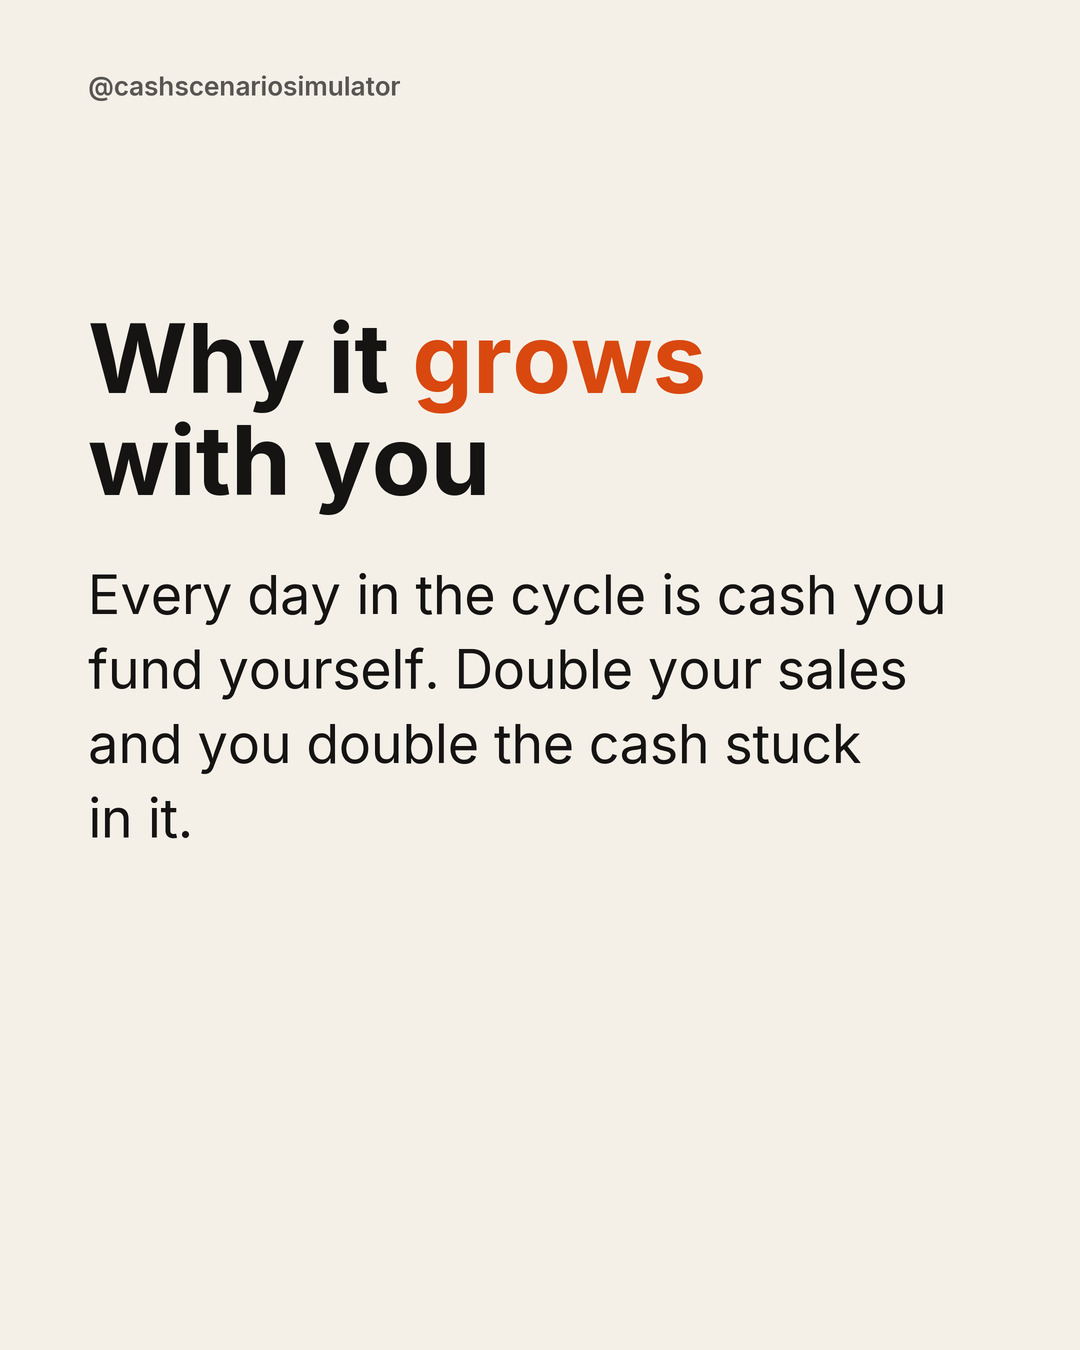 @cashscenariosimulator
Why it grows
with you
Every day in the cycle is cash you
fund yourself. Double your sales
and you double the cash stuck
in it.